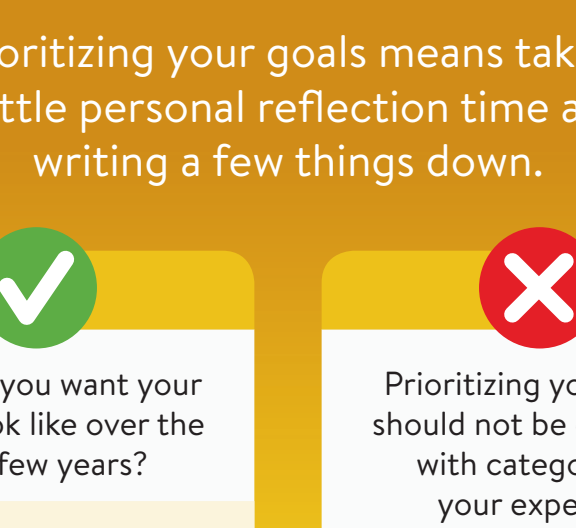 oritizing your goals means tak
ttle personal reflection time a
writing a few things down.
you want your
k like over the
few years?
Prioritizing yo
should not be
with catego
your expe